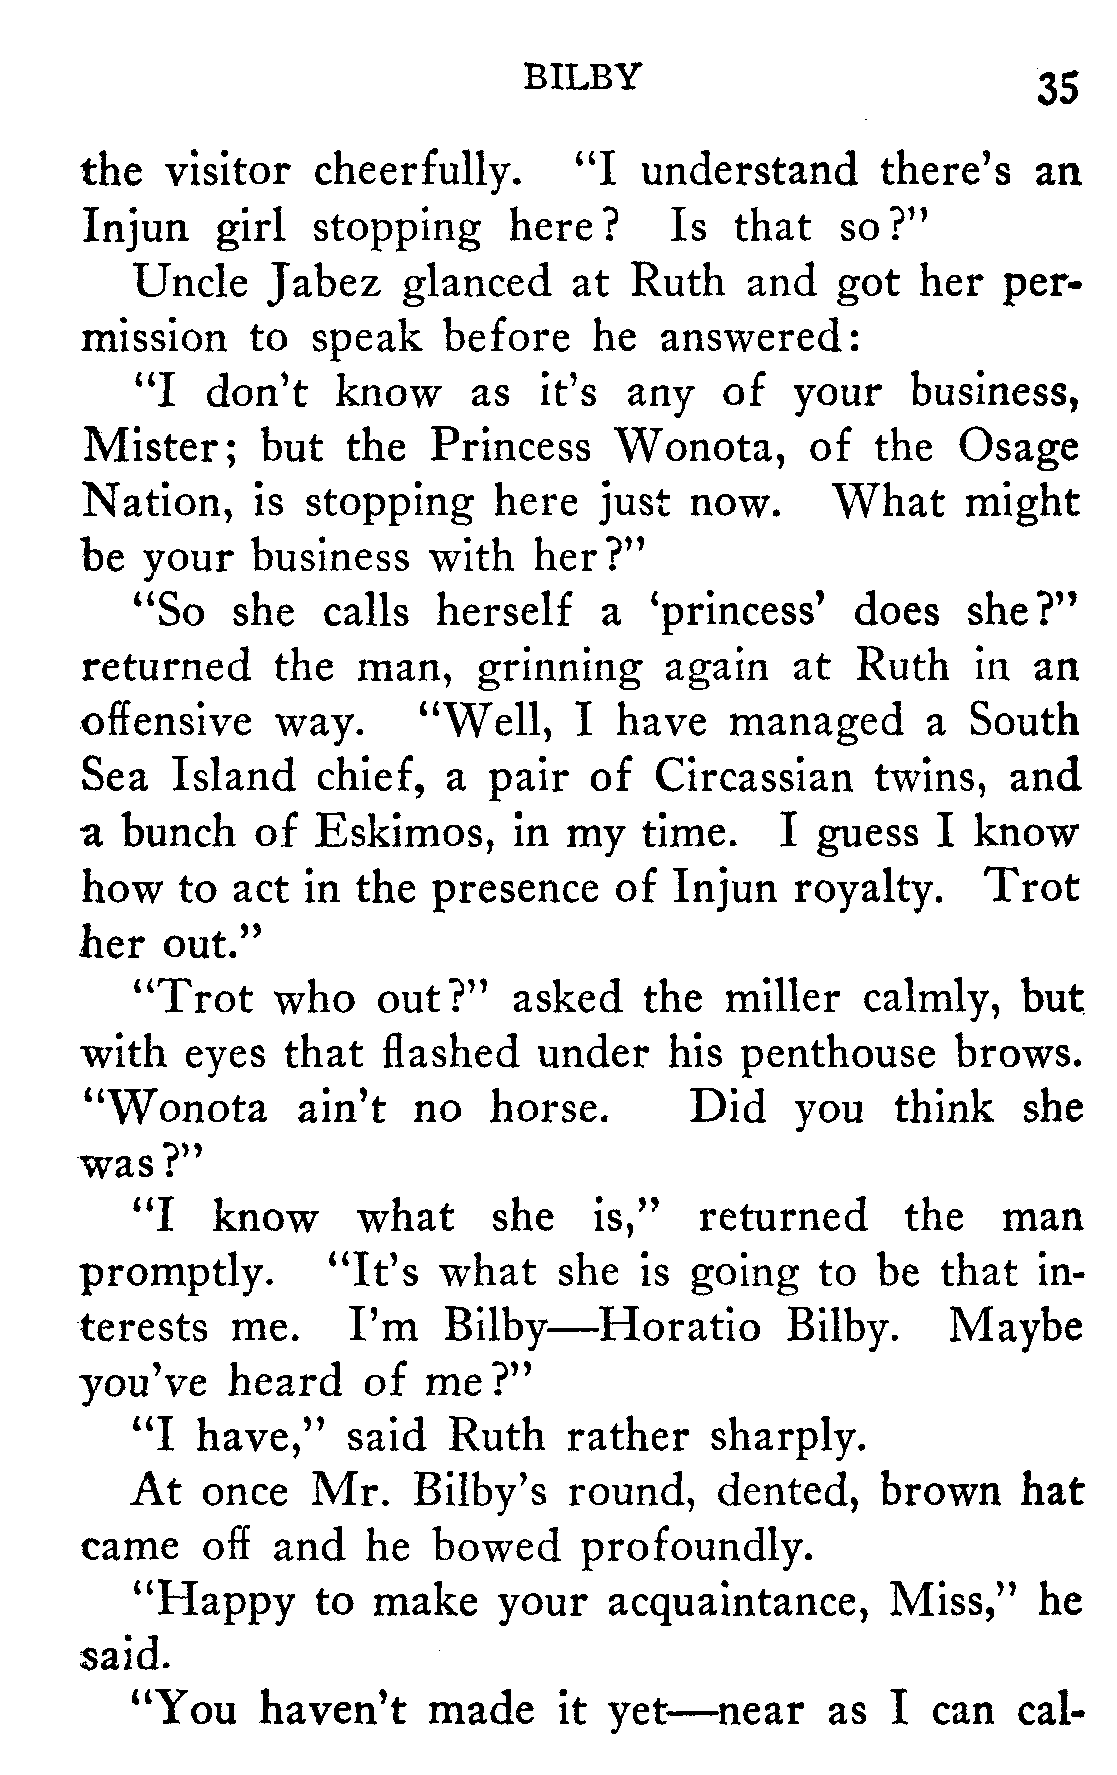 BILBY 35
the visitor cheerfully. "I understand there's an
Injun girl stopping here? Is that so?"
Uncle Jabez glanced at Ruth and got her per-
mission to speak before he answered:
"I don't know as it's any of your business,
Mister; but the Princess Wonota, of the Osage
Nation, is stopping here just now. What might
be your business with her?"
"So she calls herself a 'princess' does she?"
returned the man, grinning again at Ruth in an
offensive way. "Well, I have managed a South
Sea Island chief, a pair of Circassian twins, and
a bunch of Eskimos, in my time. I guess I know
how to act in the presence of Injun royalty. Trot
her out."
"Trot who out?" asked the miller calmly, but
with eyes that flashed under his penthouse brows.
"Wonota ain't no horse. Did you think she
was?"
"I know what she is," returned the man
promptly. "It's what she is going to be that in-
terests me. I'm Bilby—Horatio Bilby. Maybe
you've heard of me?"
"I have," said Ruth rather sharply.
At once Mr. Bilby's round, dented, brown hat
came off and he bowed profoundly.
"Happy to make your acquaintance, Miss," he
said.
"You haven't made it yet—near as I can cal-